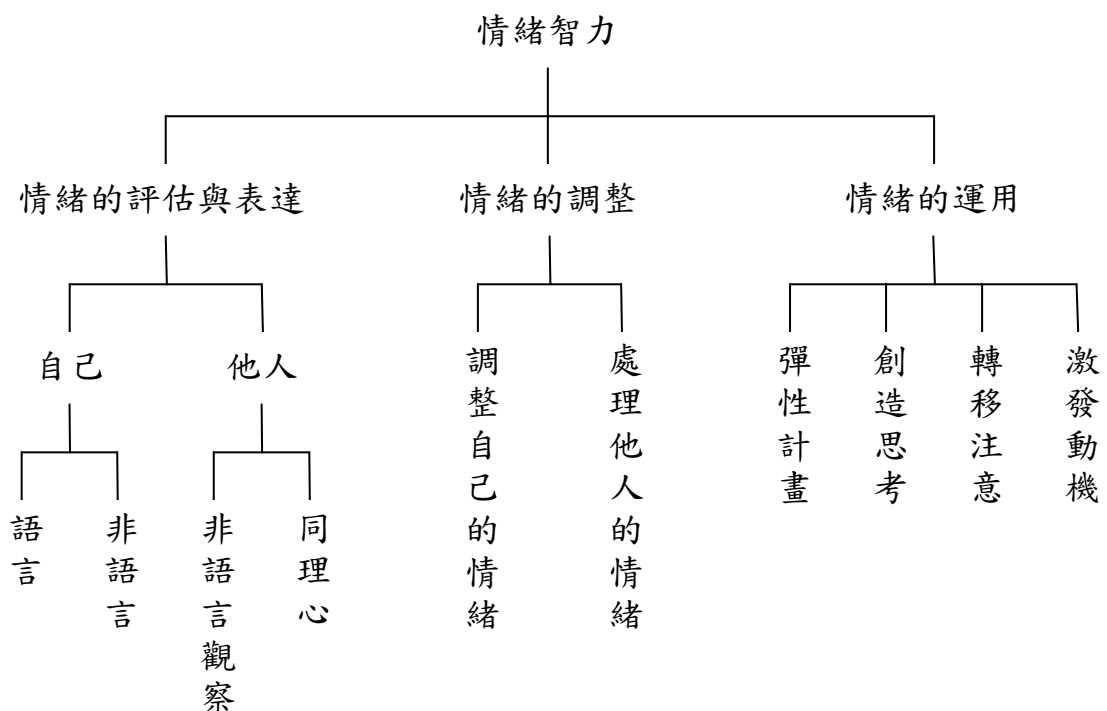 情緒智力
情緒的評估與表達
情緒的調整
情緒的運用
自己
他人
調整自己的情緒
處理他人的情緒
彈性計畫
創造思考
轉移注意
激發動機
語言
非語言
非語言觀察
同理心